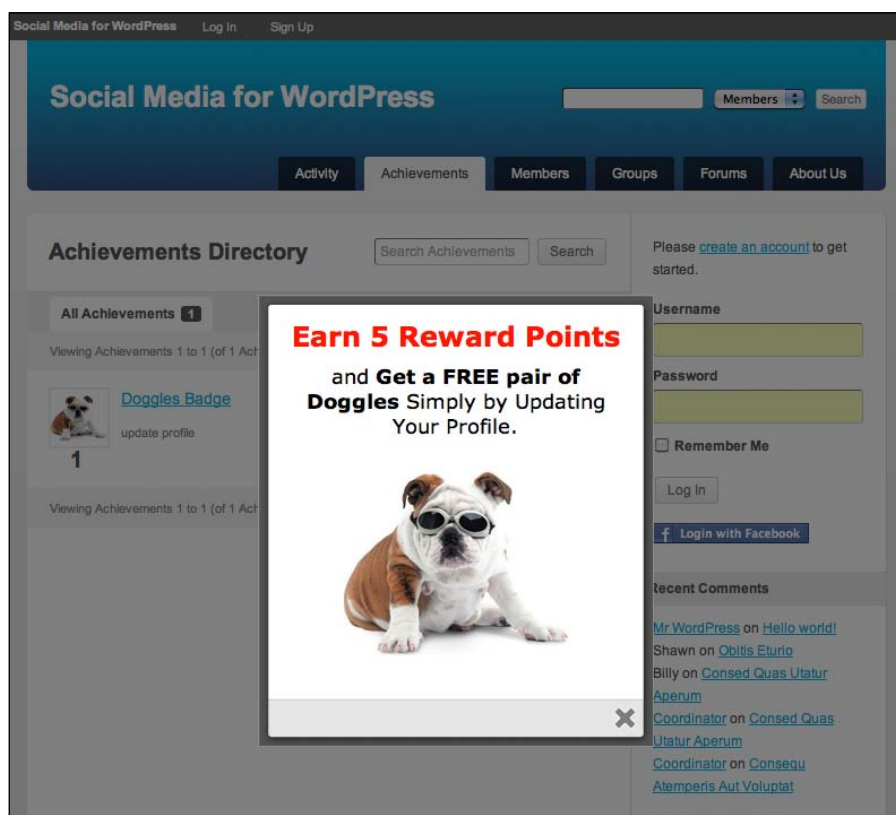 Social Media for WordPress Log In Sign Up
Social Media for WordPress
Members Search
Activity Achievements Members Groups Forums About Us
Achievements Directory
Search Achievements Search
All Achievements 1
Viewing Achievements 1 to 1 (of 1 Ach
Doggles Badge
update profile
1
Viewing Achievements 1 to 1 (of 1 Ach
Earn 5 Reward Points
and Get a FREE pair of
Doggles Simply by Updating
Your Profile.
Please create an account to get
started.
Username
Password
Remember Me
Log In
f Login with Facebook
Recent Comments
Mr WordPress on Hello world!
Shawn on Obitis Eturio
Billy on Consed Quas Utatur
Aperum
Coordinator on Consed Quas
Utatur Aperum
Coordinator on Consequ
Atemperis Aut Voluptat